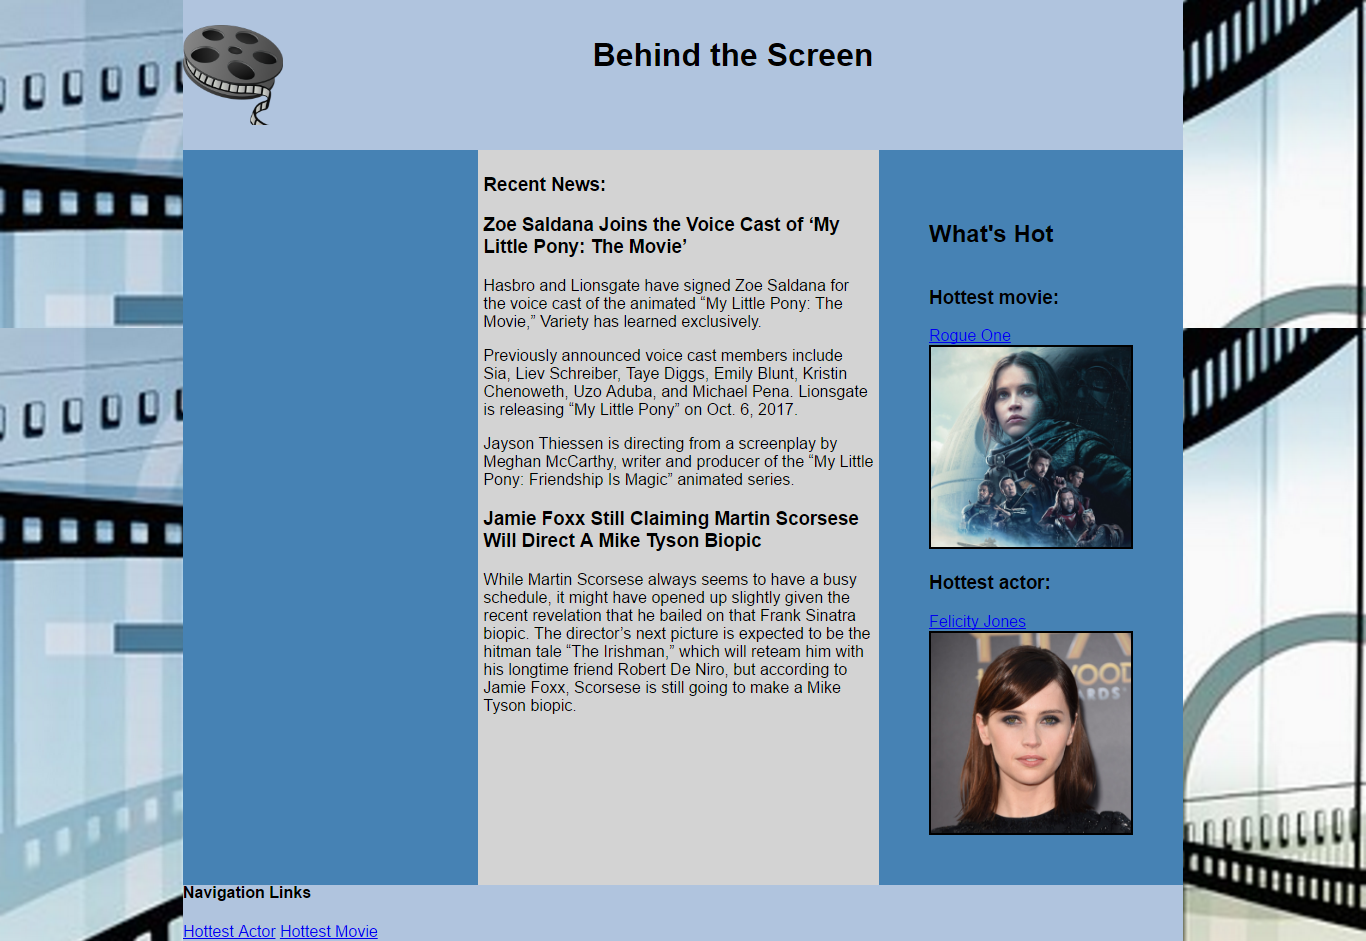 Behind the Screen
Recent News:
Zoe Saldana Joins the Voice Cast of ‘My
Little Pony: The Movie’
Hasbro and Lionsgate have signed Zoe Saldana for
the voice cast of the animated “My Little Pony: The
Movie,” Variety has learned exclusively.
Previously announced voice cast members include
Sia, Liev Schreiber, Taye Diggs, Emily Blunt, Kristin
Chenoweth, Uzo Aduba, and Michael Pena. Lionsgate
is releasing “My Little Pony” on Oct. 6, 2017.
Jayson Thiessen is directing from a screenplay by
Meghan McCarthy, writer and producer of the “My Little
Pony: Friendship Is Magic” animated series.
Jamie Foxx Still Claiming Martin Scorsese
Will Direct A Mike Tyson Biopic
While Martin Scorsese always seems to have a busy
schedule, it might have opened up slightly given the
recent revelation that he bailed on that Frank Sinatra
biopic. The director’s next picture is expected to be the
hitman tale “The Irishman,” which will reteam him with
his longtime friend Robert De Niro, but according to
Jamie Foxx, Scorsese is still going to make a Mike
Tyson biopic.
What's Hot
Hottest movie:
Rogue One
Hottest actor:
Felicity Jones
Navigation Links
Hottest Actor Hottest Movie